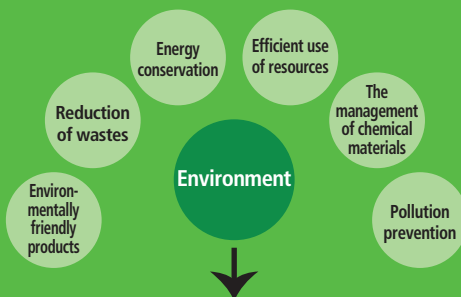 Energy
conservation
Efficient use
of resources
Reduction
of wastes
The
management
of chemical
materials
Environment
Environ-
mentally
friendly
products
Pollution
prevention